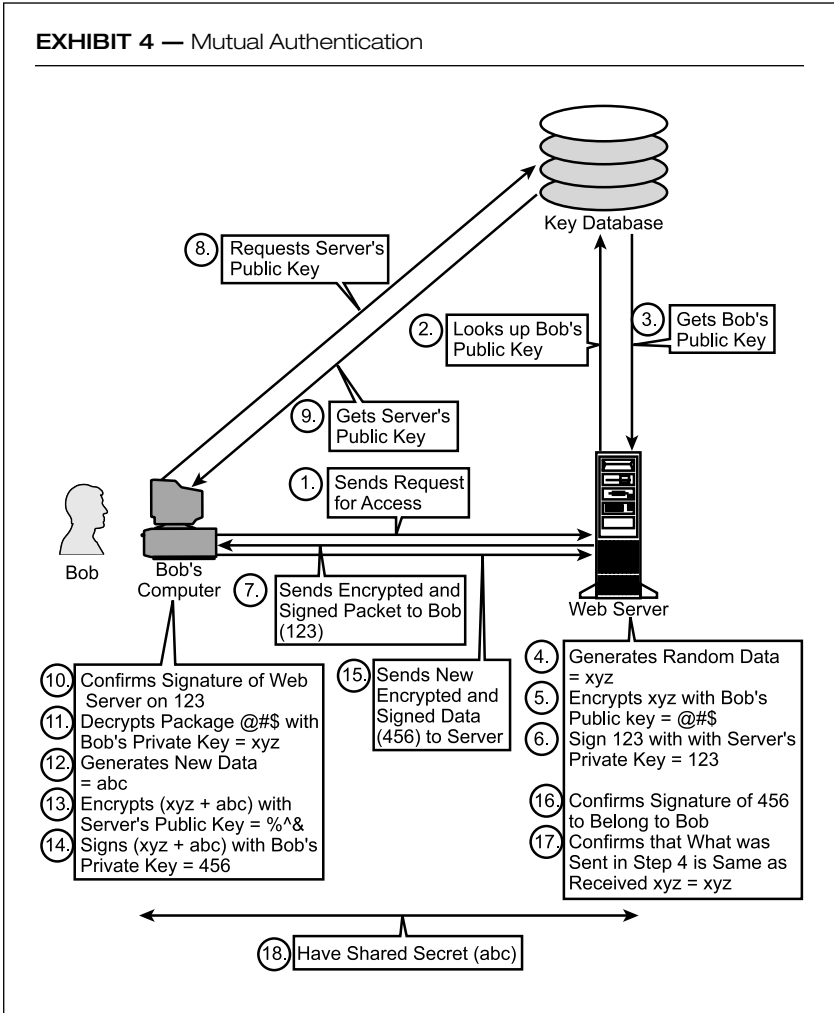 EXHIBIT 4 — Mutual Authentication
Key Database
8. Requests Server's
Public Key
2. Looks up Bob's
Public Key
3. Gets Bob's
Public Key
9. Gets Server's
Public Key
1. Sends Request
for Access
Bob
Bob's
Computer
7. Sends Encrypted and
Signed Packet to Bob
(123)
Web Server
15. Sends New
Encrypted and
Signed Data
(456) to Server
10. Confirms Signature of Web
Server on 123
11. Decrypts Package @#$ with
Bob's Private Key = xyz
12. Generates New Data
= abc
13. Encrypts (xyz + abc) with
Server's Public Key = %^&
14. Signs (xyz + abc) with Bob's
Private Key = 456
4. Generates Random Data
= xyz
5. Encrypts xyz with Bob's
Public key = @#$
6. Sign 123 with with Server's
Private Key = 123
16. Confirms Signature of 456
to Belong to Bob
17. Confirms that What was
Sent in Step 4 is Same as
Received xyz = xyz
18. Have Shared Secret (abc)